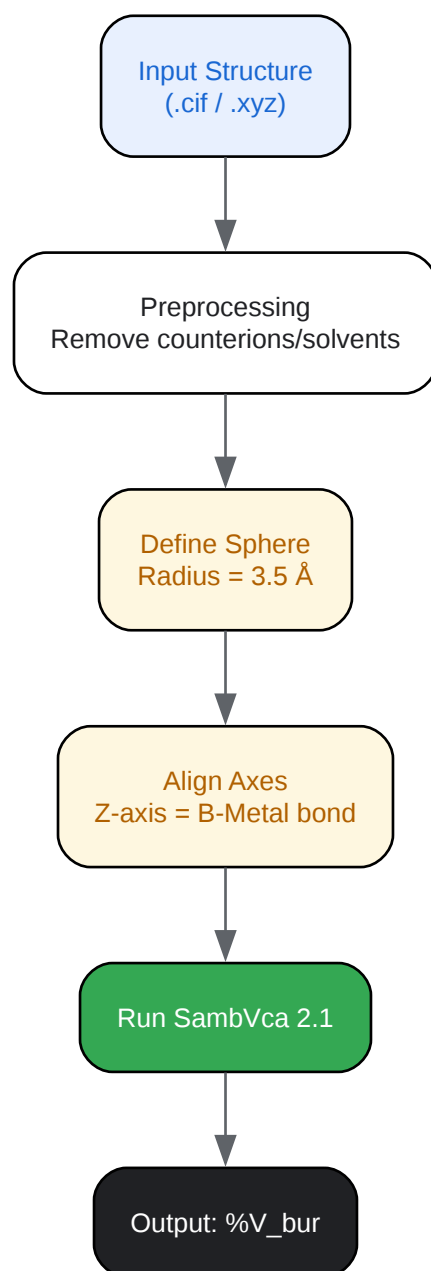 Input Structure
(.cif / .xyz)
Preprocessing
Remove counterions/solvents
Define Sphere
Radius = 3.5 Å
Align Axes
Z-axis = B-Metal bond
Run SambVca 2.1
Output: %V_bur